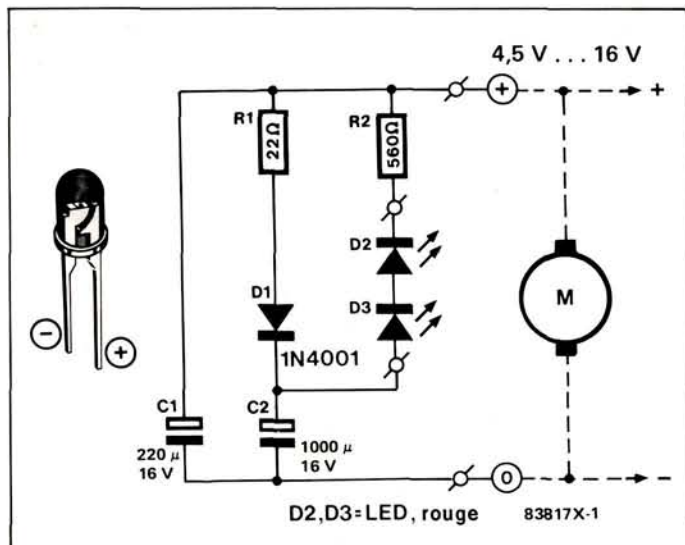 4,5 V . . . 16 V
+
+
R1
22Ω
R2
560Ω
D2
D3
M
D1
1N4001
−
+
C1
220 µ
16 V
C2
1000 µ
16 V
0
−
D2,D3=LED, rouge
83817X-1